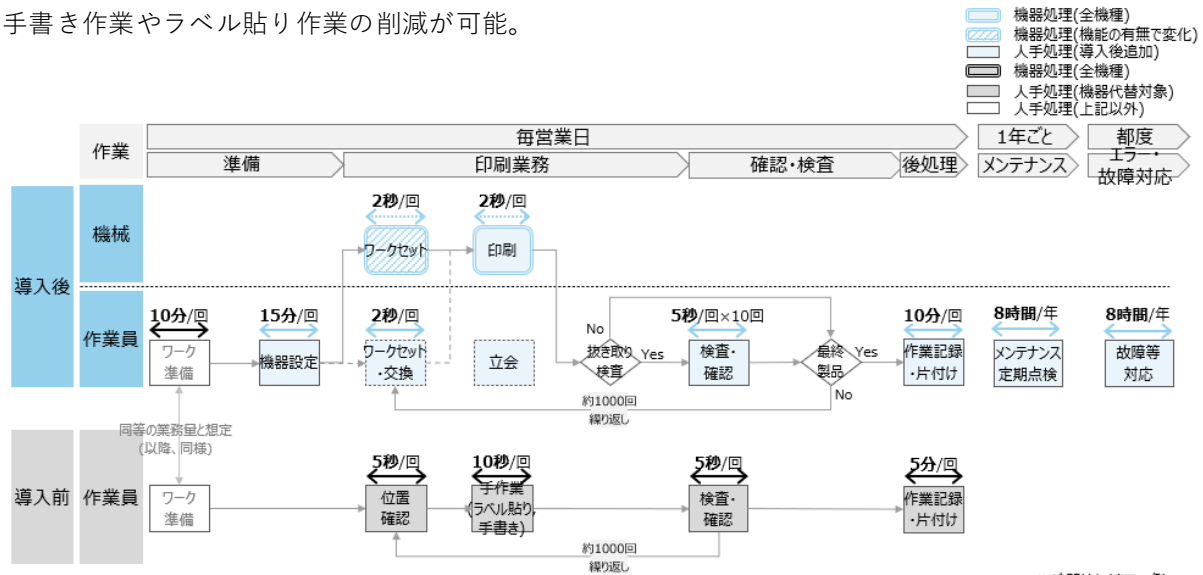 手書き作業やラベル貼り作業の削減が可能。
機器処理(全機種)
機器処理(機能の有無で変化)
人手処理(導入後追加)
機器処理(全機種)
人手処理(機器代替対象)
人手処理(上記以外)
作業
毎営業日
1年ごと
都度
準備
印刷業務
確認・検査
後処理
メンテナンス
エラー・
故障対応
導入後
機械
2秒/回
2秒/回
ワークセット
印刷
作業員
10分/回
15分/回
2秒/回
5秒/回×10回
10分/回
8時間/年
8時間/年
ワーク
準備
機器設定
ワークセット
・交換
立会
No
抜き取り
検査
Yes
検査・
確認
最終
製品
Yes
No
作業記録
・片付け
メンテナンス
定期点検
故障等
対応
約1000回
繰り返し
同等の業務量と想定
(以降、同様)
導入前
作業員
5秒/回
10秒/回
5秒/回
5分/回
ワーク
準備
位置
確認
手作業
(ラベル貼り,
手書き)
検査・
確認
作業記録
・片付け
約1000回
繰り返し